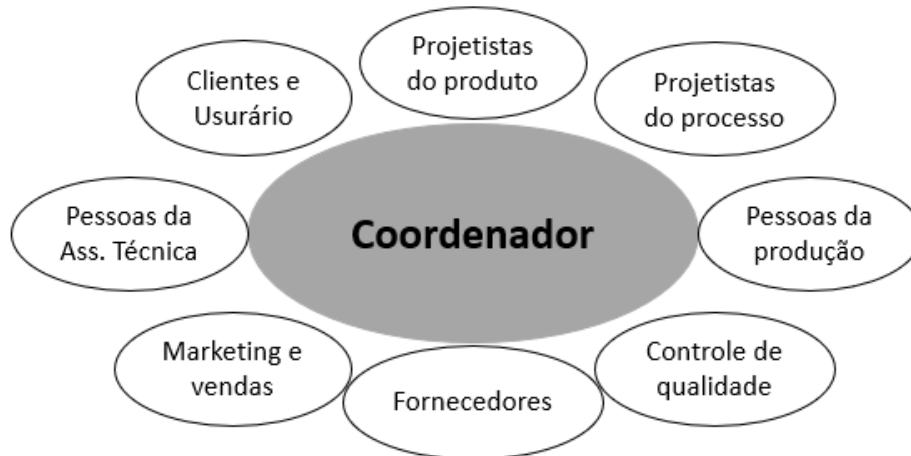 Projetistas
do produto
Clientes e
Usurário
Projetistas
do processo
Pessoas da
Ass. Técnica
Coordenador
Pessoas da
produção
Marketing e
vendas
Fornecedores
Controle de
qualidade